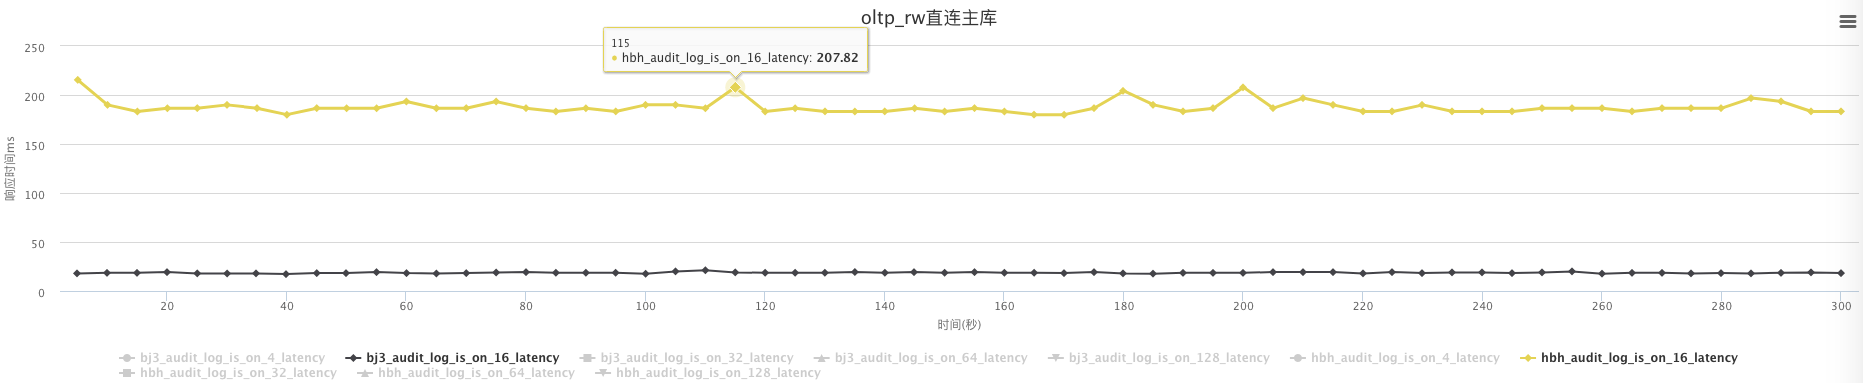 oltp_rw直连主库
115
hbh_audit_log_is_on_16_latency: 207.82
响应时间ms
250
200
150
100
50
0
20 40 60 80 100 120 140 160 180 200 220 240 260 280 300
时间(秒)
bj3_audit_log_is_on_4_latency bj3_audit_log_is_on_16_latency bj3_audit_log_is_on_32_latency bj3_audit_log_is_on_64_latency bj3_audit_log_is_on_128_latency hbh_audit_log_is_on_4_latency hbh_audit_log_is_on_16_latency
hbh_audit_log_is_on_32_latency hbh_audit_log_is_on_64_latency hbh_audit_log_is_on_128_latency